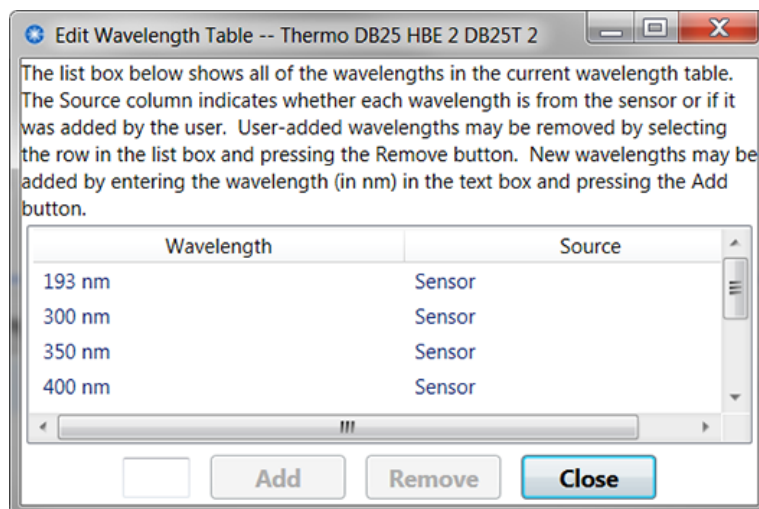 Edit Wavelength Table -- Thermo DB25 HBE 2 DB25T 2
The list box below shows all of the wavelengths in the current wavelength table.
The Source column indicates whether each wavelength is from the sensor or if it
was added by the user.  User-added wavelengths may be removed by selecting
the row in the list box and pressing the Remove button.  New wavelengths may be
added by entering the wavelength (in nm) in the text box and pressing the Add
button.
Wavelength Source
193 nm Sensor
300 nm Sensor
350 nm Sensor
400 nm Sensor
Add Remove Close